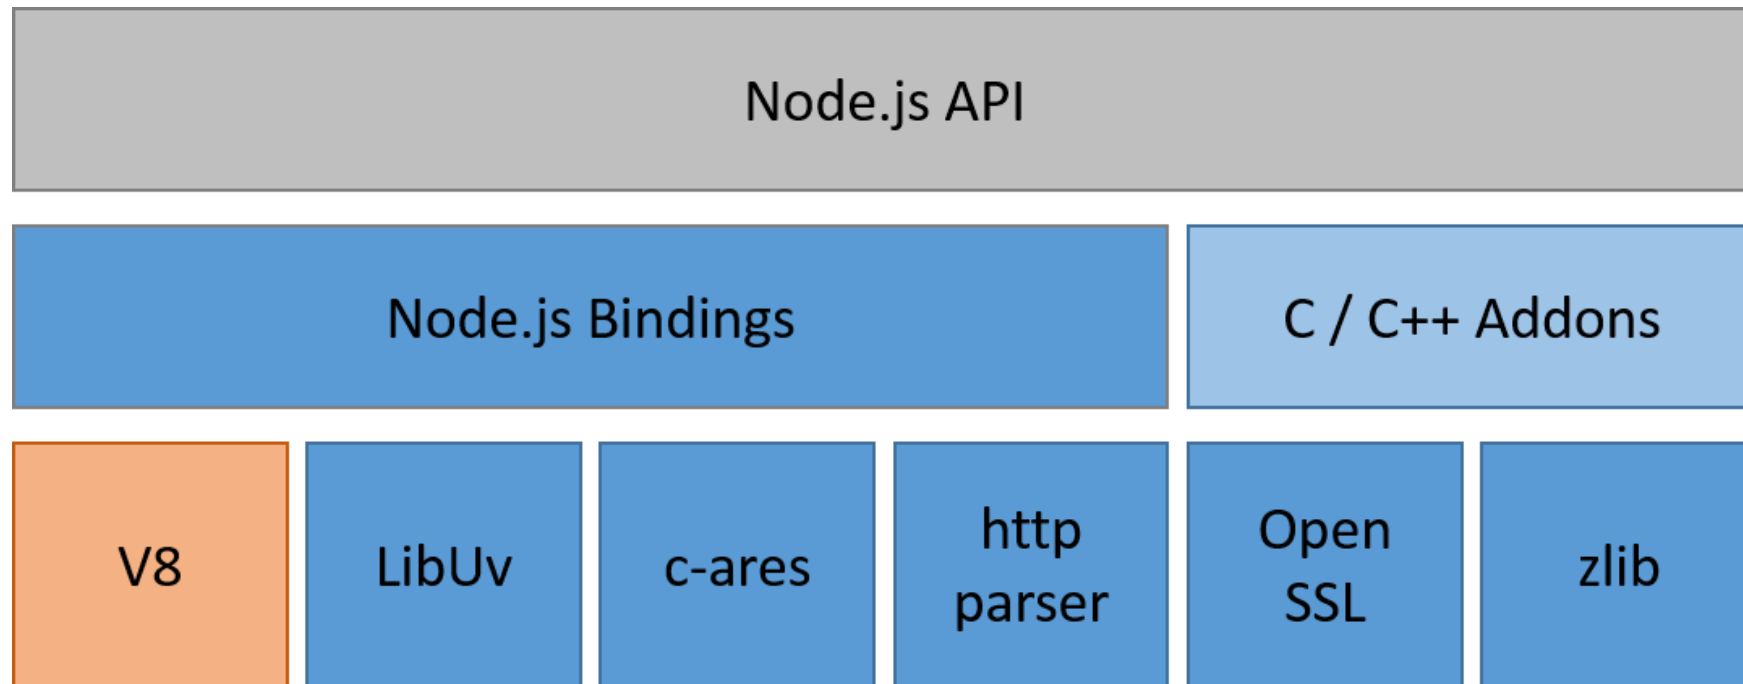 Node.js API
Node.js Bindings
C / C++ Addons
V8
LibUv
c-ares
http
parser
Open
SSL
zlib